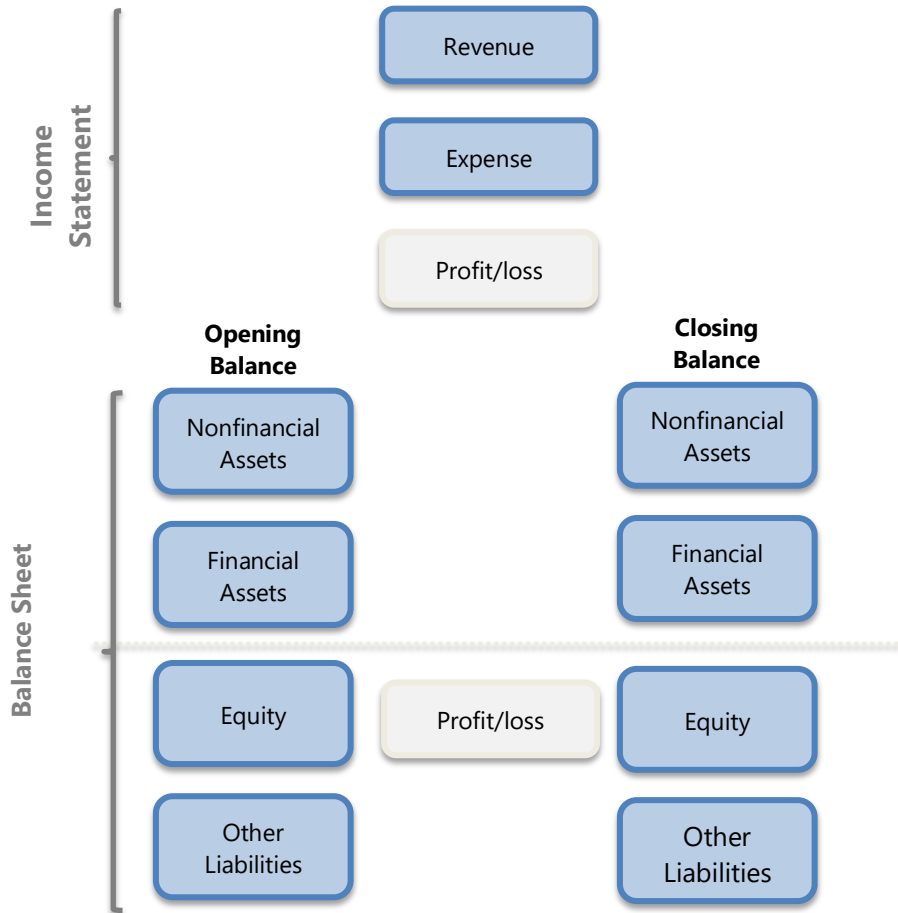 Income
Statement
Revenue
Expense
Profit/loss
Opening
Balance
Closing
Balance
Balance Sheet
Nonfinancial
Assets
Nonfinancial
Assets
Financial
Assets
Financial
Assets
Equity
Profit/loss
Equity
Other
Liabilities
Other
Liabilities